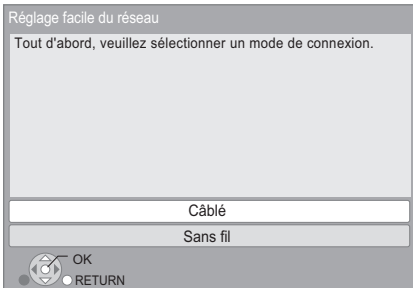 Réglage facile du réseau
Tout d'abord, veuillez sélectionner un mode de connexion.
Câblé
Sans fil
OK
RETURN